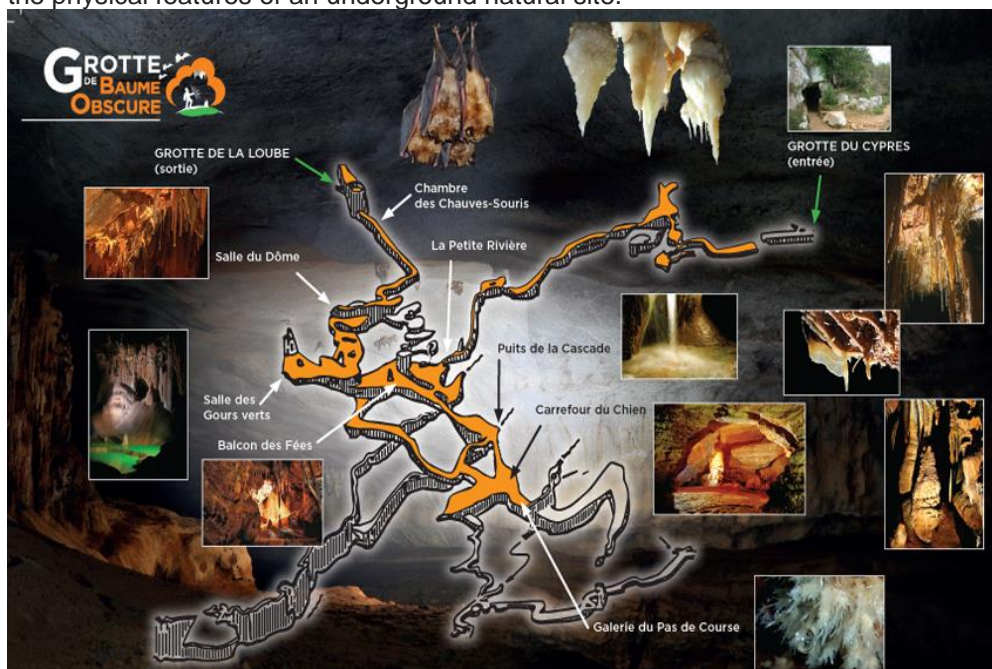 the physical features of an underground natural site.
GROTTE
DE BAUME
OBSCURE
GROTTE DE LA LOUBE
(sortie)
GROTTE DU CYPRES
(entrée)
Chambre
des Chauves-Souris
La Petite Rivière
Salle du Dôme
Puits de la Cascade
Salle des
Gours verts
Carrefour du Chien
Balcon des Fées
Galerie du Pas de Course